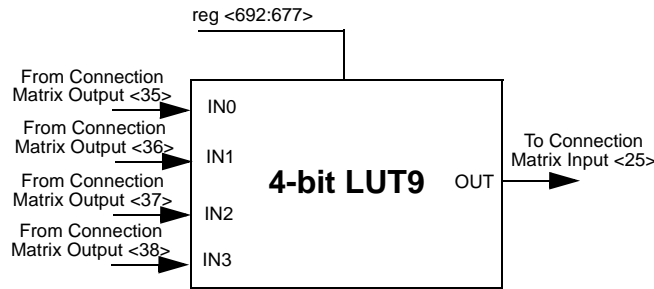 reg <692:677>
From Connection
Matrix Output <35>
IN0
From Connection
Matrix Output <36>
IN1
From Connection
Matrix Output <37>
IN2
From Connection
Matrix Output <38>
IN3
4-bit LUT9
OUT
To Connection
Matrix Input <25>